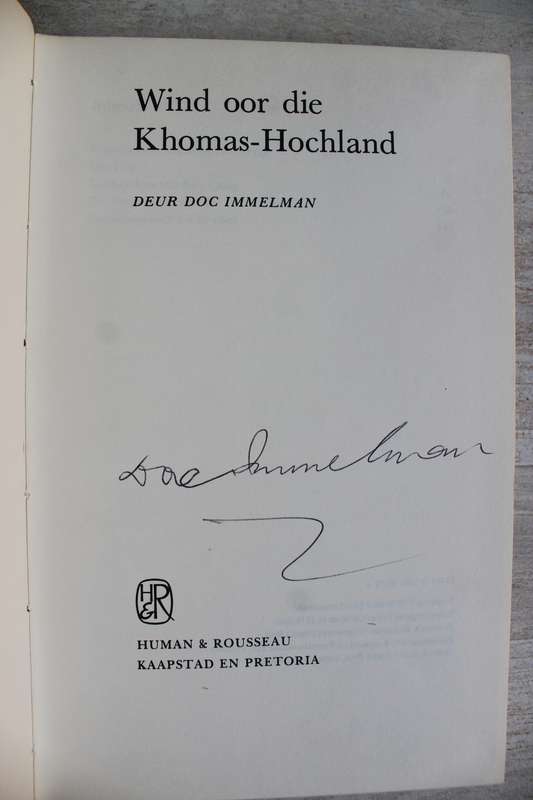 Wind oor die
Khomas-Hochland
DEUR DOC IMMELMAN
Doc Immelman
H&R
HUMAN & ROUSSEAU
KAAPSTAD EN PRETORIA